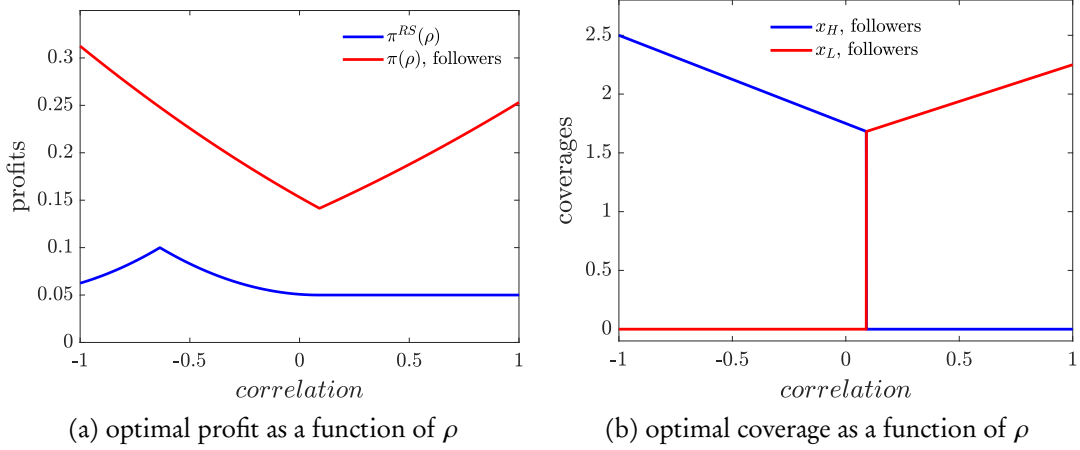 π^RS(ρ)
π(ρ), followers
profits
0.3
0.25
0.2
0.15
0.1
0.05
0
-1
-0.5
0
0.5
1
correlation
(a) optimal profit as a function of ρ
x_H, followers
x_L, followers
coverages
2.5
2
1.5
1
0.5
0
-1
-0.5
0
0.5
1
correlation
(b) optimal coverage as a function of ρ